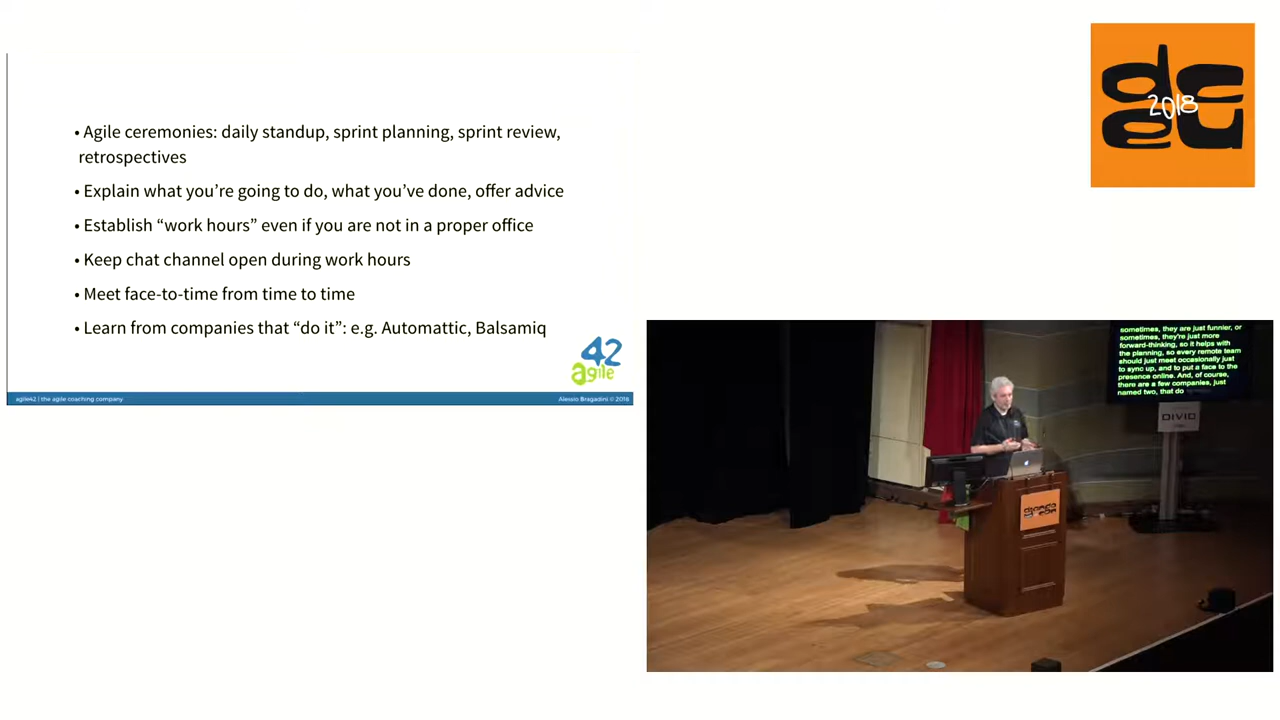 • Agile ceremonies: daily standup, sprint planning, sprint review,
retrospectives
• Explain what you’re going to do, what you’ve done, offer advice
• Establish “work hours” even if you are not in a proper office
• Keep chat channel open during work hours
• Meet face-to-time from time to time
• Learn from companies that “do it”: e.g. Automattic, Balsamiq
42
agile
agile42 | the agile coaching company
Alessio Bragadini © 2018
2018
sometimes, they are just funnier, or
sometimes, they're just more
forward-thinking, so it helps with
the planning, so every remote team
should just meet occasionally just
to sync up, and to put a face to the
presence online. And, of course,
there are a few companies, just
named two, that do
DIVIO